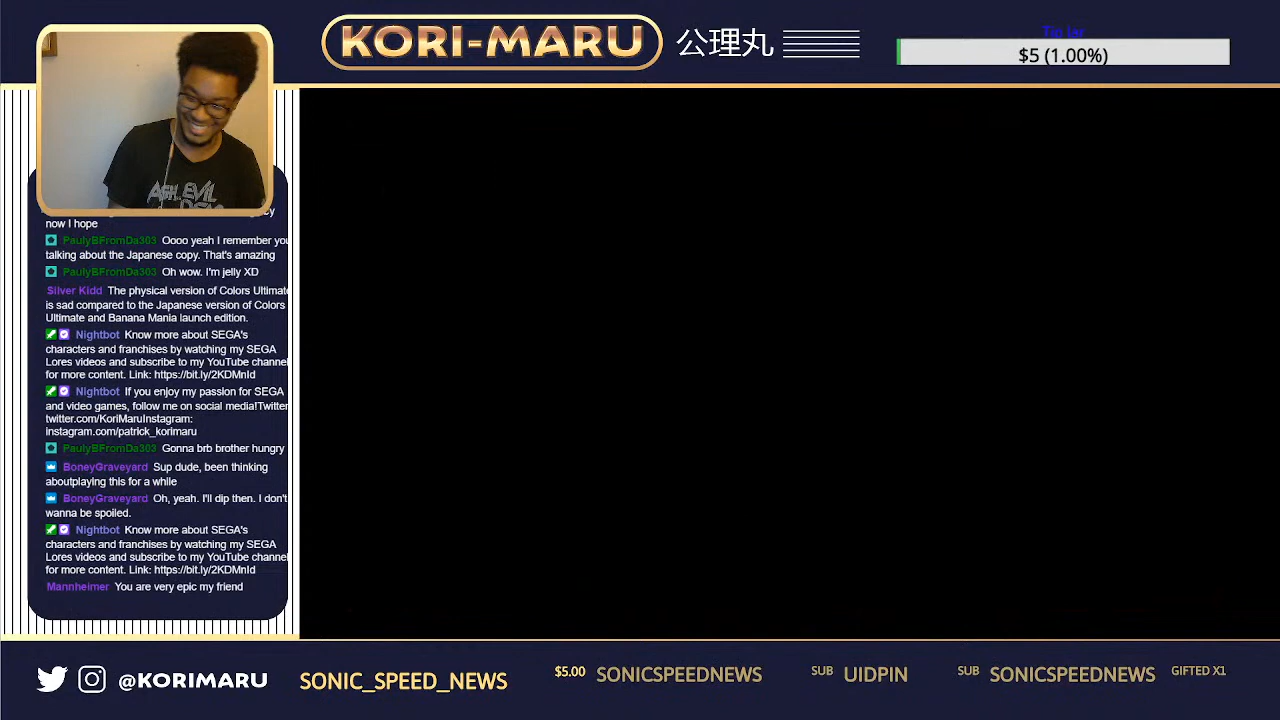 KORI-MARU 公理丸
Tip Jar
$5 (1.00%)
ASH EVIL
now I hope
PaulyBFromDa303 Oooo yeah I remember you
talking about the Japanese copy. That's amazing
PaulyBFromDa303 Oh wow. I'm jelly XD
Silver Kidd The physical version of Colors Ultimate
is sad compared to the Japanese version of Colors
Ultimate and Banana Mania launch edition.
Nightbot Know more about SEGA's
characters and franchises by watching my SEGA
Lores videos and subscribe to my YouTube channel
for more content. Link: https://bit.ly/2KDMnId
Nightbot If you enjoy my passion for SEGA
and video games, follow me on social media!Twitter
twitter.com/KoriMaruInstagram:
instagram.com/patrick_korimaru
PaulyBFromDa303 Gonna brb brother hungry
BoneyGraveyard Sup dude, been thinking
aboutplaying this for a while
BoneyGraveyard Oh, yeah. I'll dip then. I don't
wanna be spoiled.
Nightbot Know more about SEGA's
characters and franchises by watching my SEGA
Lores videos and subscribe to my YouTube channel
for more content. Link: https://bit.ly/2KDMnId
Mannheimer You are very epic my friend
@KORIMARU SONIC_SPEED_NEWS $5.00 SONICSPEEDNEWS SUB UIDPIN SUB SONICSPEEDNEWS GIFTED X1